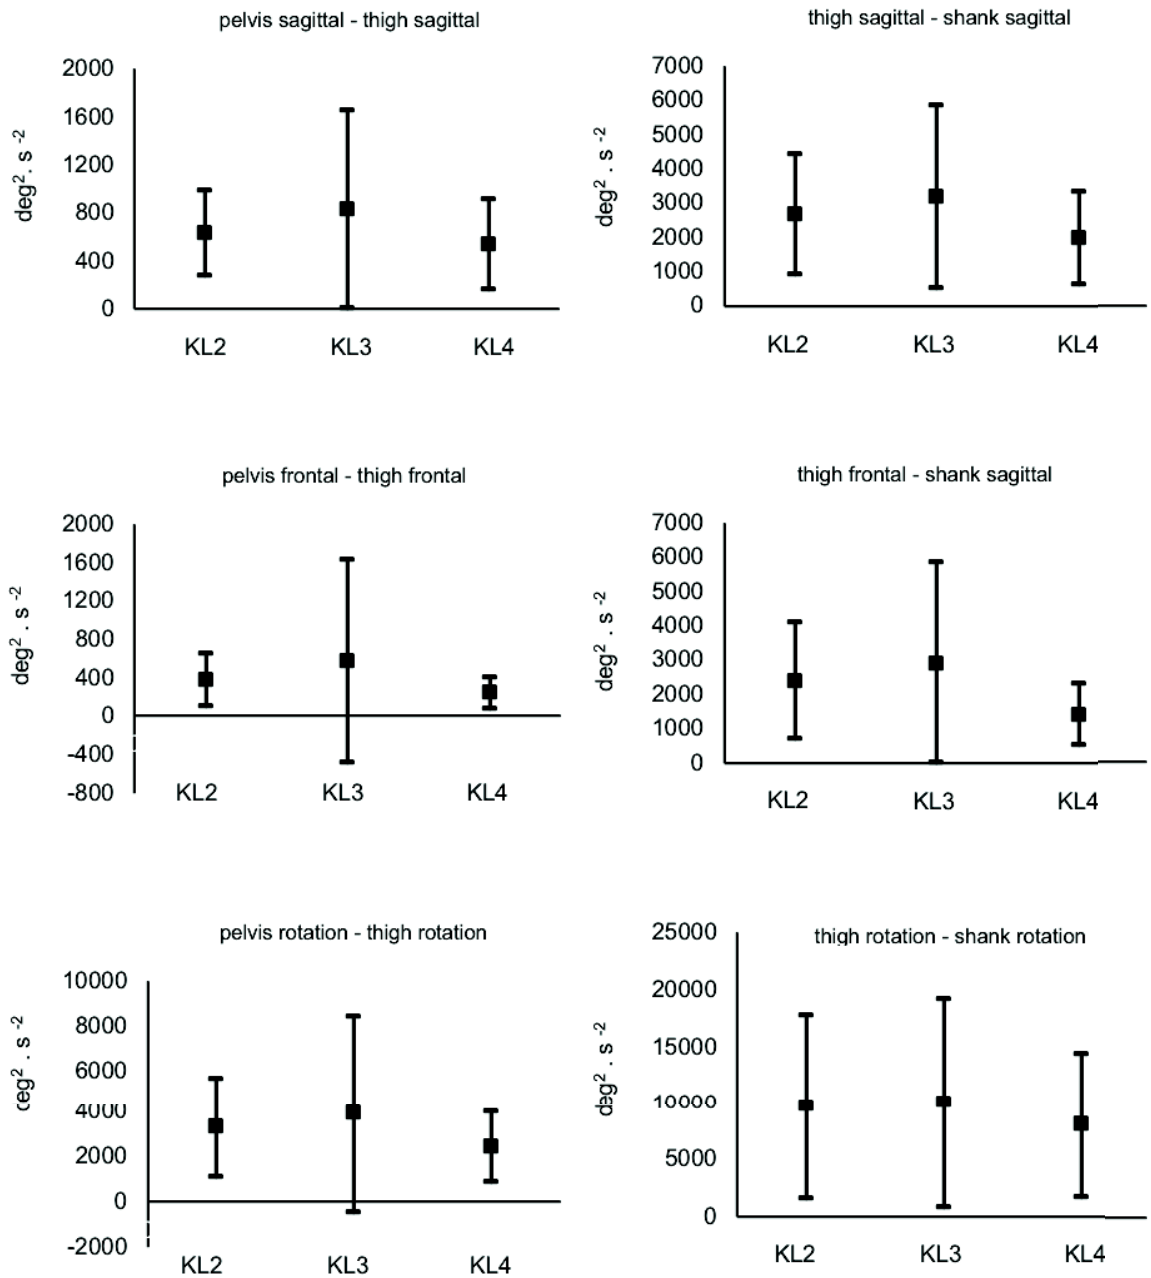 pelvis sagittal - thigh sagittal
deg². s -2
2000
1600
1200
800
400
0
KL2 KL3 KL4
thigh sagittal - shank sagittal
deg². s -2
7000
6000
5000
4000
3000
2000
1000
0
KL2 KL3 KL4
pelvis frontal - thigh frontal
deg². s -2
2000
1600
1200
800
400
0
-400
-800
KL2 KL3 KL4
thigh frontal - shank sagittal
deg². s -2
7000
6000
5000
4000
3000
2000
1000
0
KL2 KL3 KL4
pelvis rotation - thigh rotation
deg². s -2
10000
8000
6000
4000
2000
0
-2000
KL2 KL3 KL4
thigh rotation - shank rotation
deg². s -2
25000
20000
15000
10000
5000
0
KL2 KL3 KL4